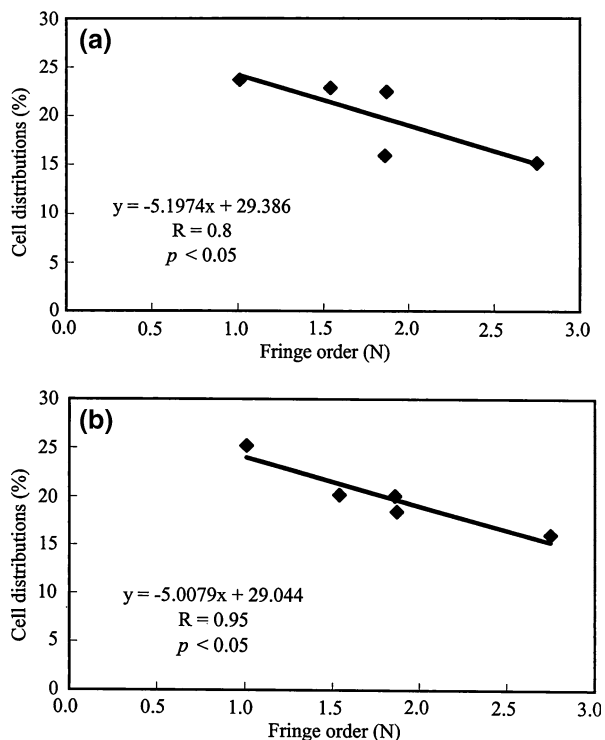 (a)
30
25
20
15
10
5
0
Cell distributions (%)
y = -5.1974x + 29.386
R = 0.8
p < 0.05
0.0 0.5 1.0 1.5 2.0 2.5 3.0
Fringe order (N)
(b)
30
25
20
15
10
5
0
Cell distributions (%)
y = -5.0079x + 29.044
R = 0.95
p < 0.05
0.0 0.5 1.0 1.5 2.0 2.5 3.0
Fringe order (N)